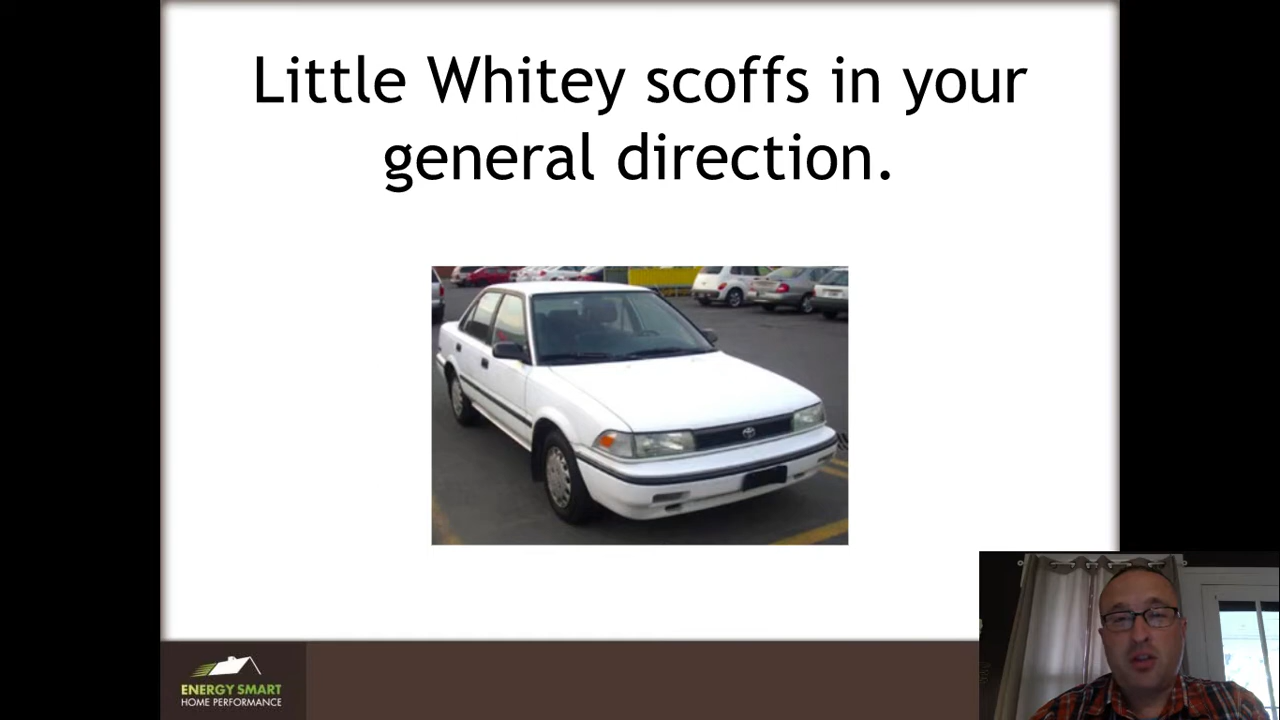 Little Whitey scoffs in your
general direction.
ENERGY SMART
HOME PERFORMANCE